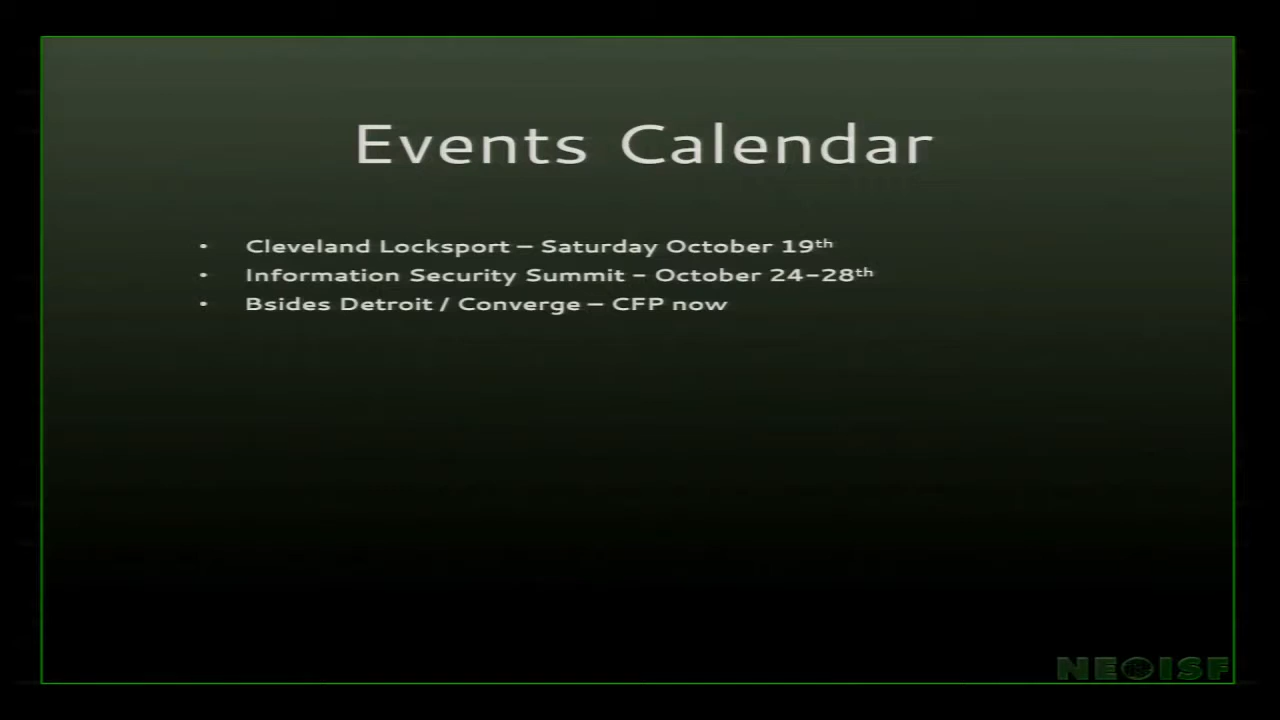 Events Calendar
• Cleveland Locksport – Saturday October 19th
• Information Security Summit - October 24-28th
• Bsides Detroit / Converge – CFP now
NEOISF